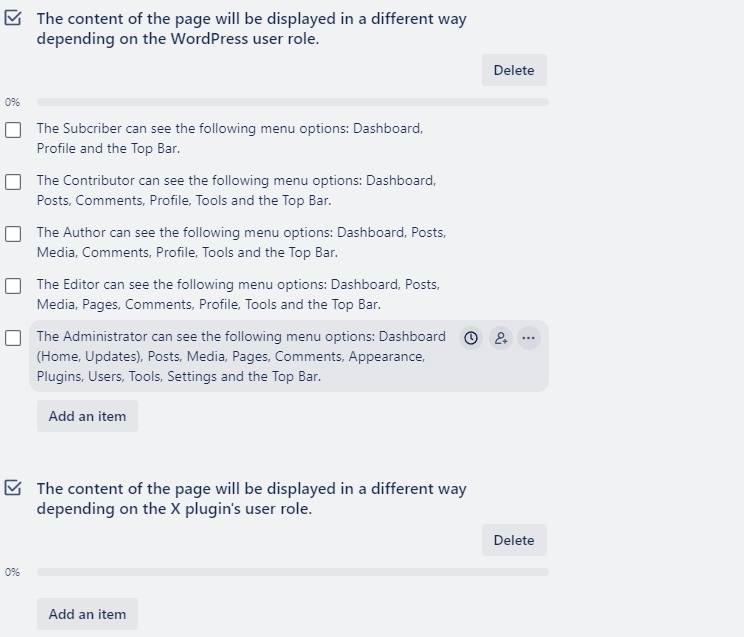 The content of the page will be displayed in a different way
depending on the WordPress user role.
Delete
0%
The Subcriber can see the following menu options: Dashboard,
Profile and the Top Bar.
The Contributor can see the following menu options: Dashboard,
Posts, Comments, Profile, Tools and the Top Bar.
The Author can see the following menu options: Dashboard, Posts,
Media, Comments, Profile, Tools and the Top Bar.
The Editor can see the following menu options: Dashboard, Posts,
Media, Pages, Comments, Profile, Tools and the Top Bar.
The Administrator can see the following menu options: Dashboard
(Home, Updates), Posts, Media, Pages, Comments, Appearance,
Plugins, Users, Tools, Settings and the Top Bar.
Add an item
The content of the page will be displayed in a different way
depending on the X plugin's user role.
Delete
0%
Add an item